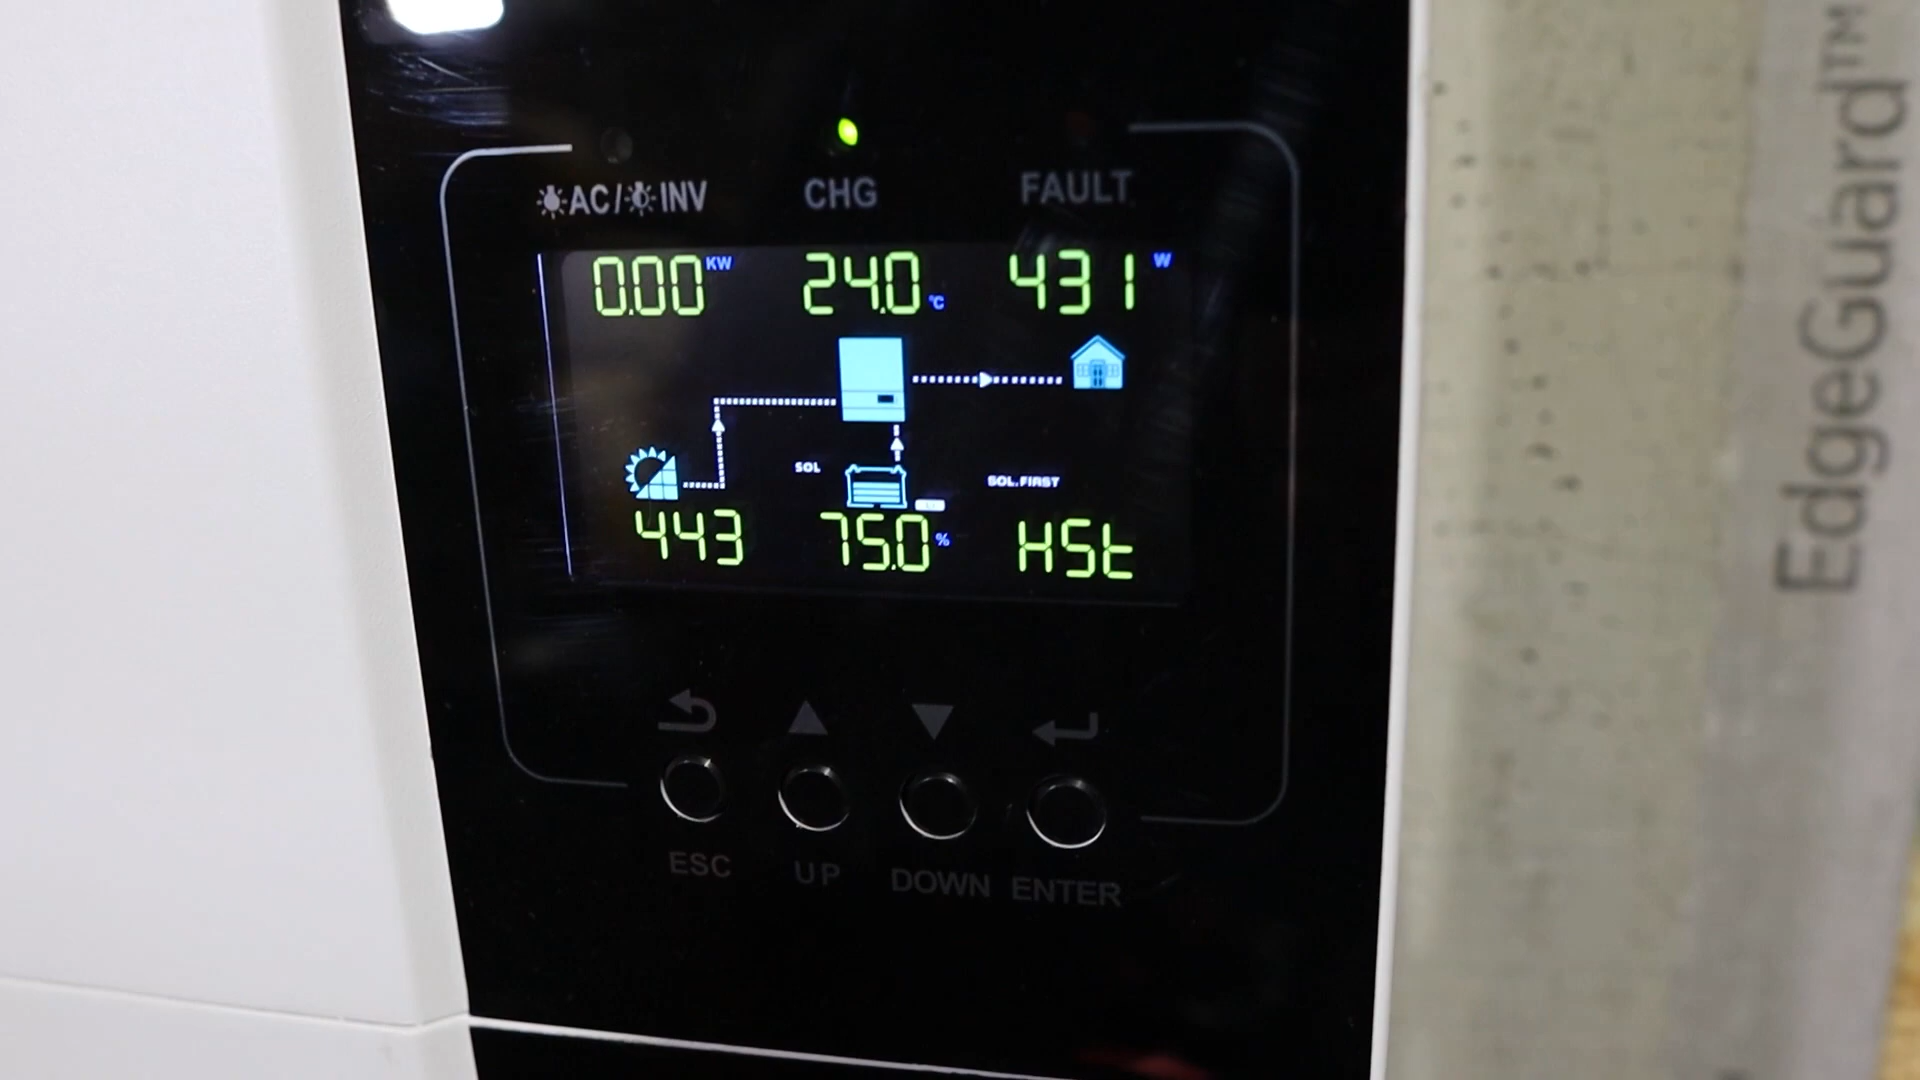 AC/INV CHG FAULT
0.00 KW 24.0 °C 431 W
SOL SOL.FIRST
443 75.0 % HSt
ESC UP DOWN ENTER
EdgeGuard™